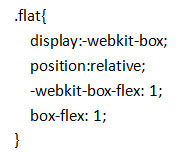 .flat{
display:-webkit-box;
position:relative;
-webkit-box-flex: 1;
box-flex: 1;
}